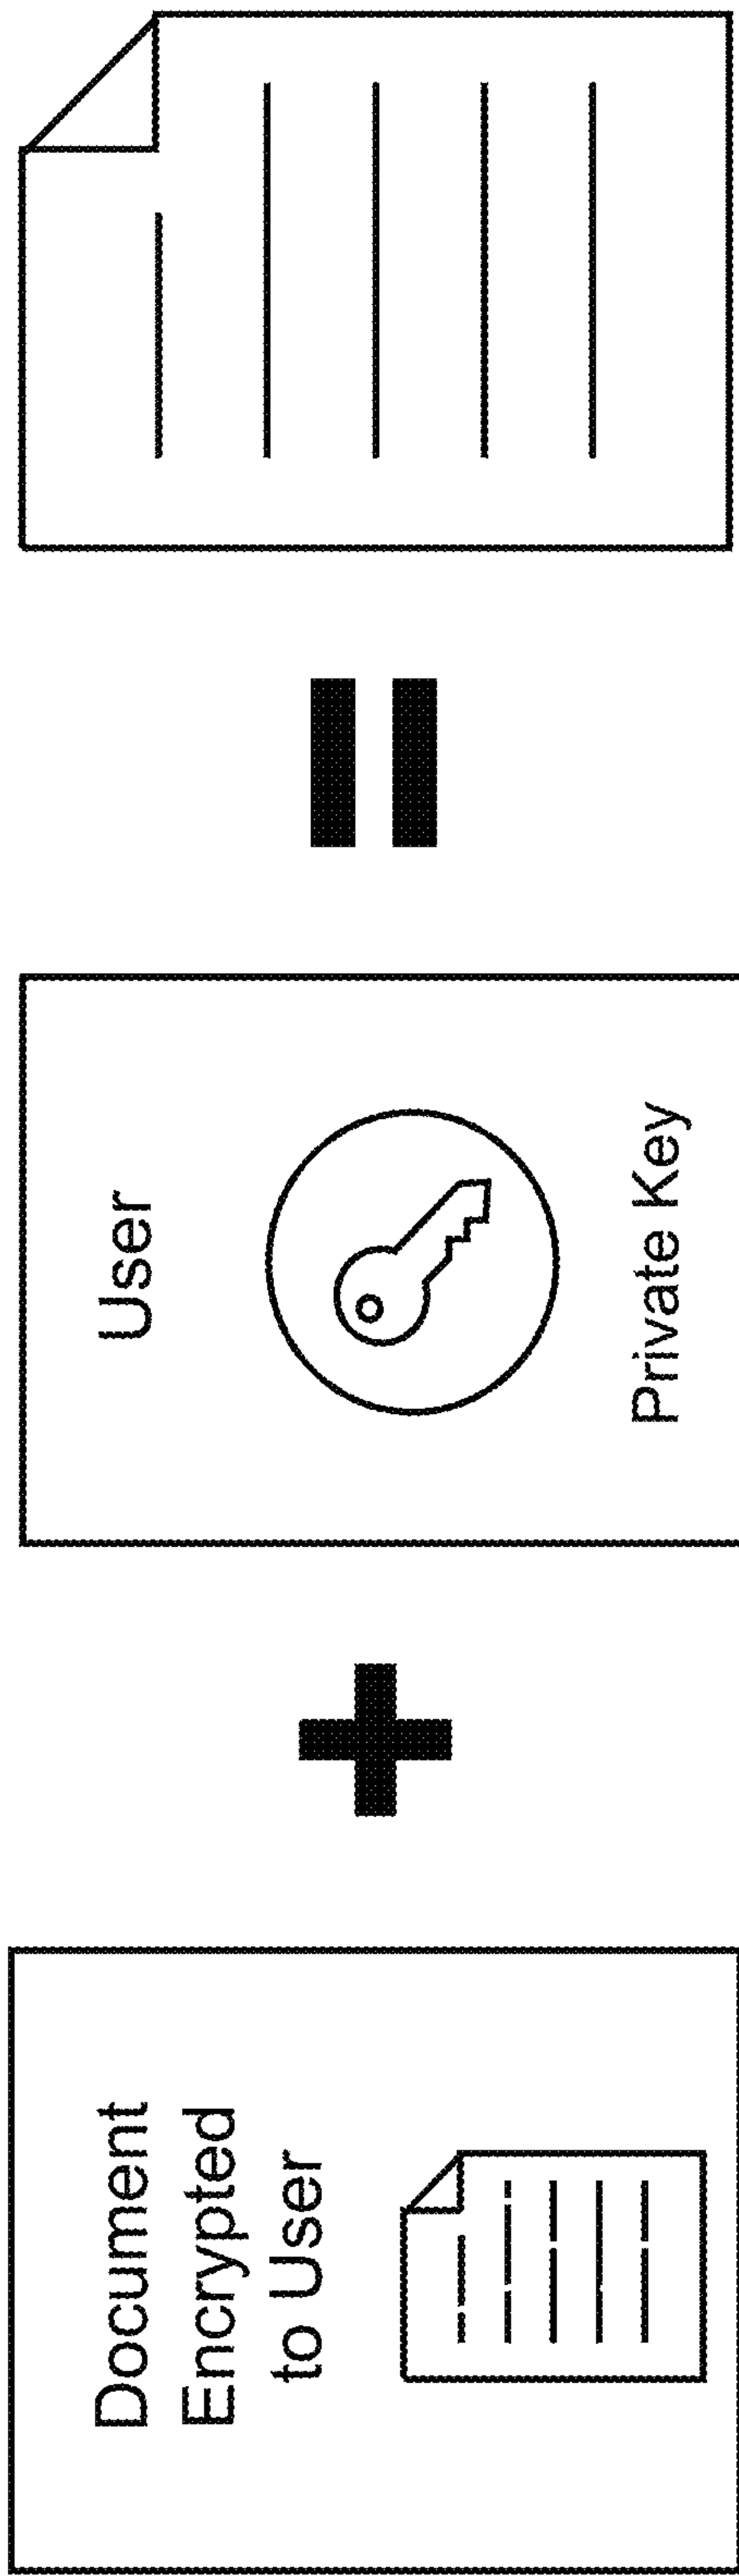 Document
Encrypted
to User
User
Private Key